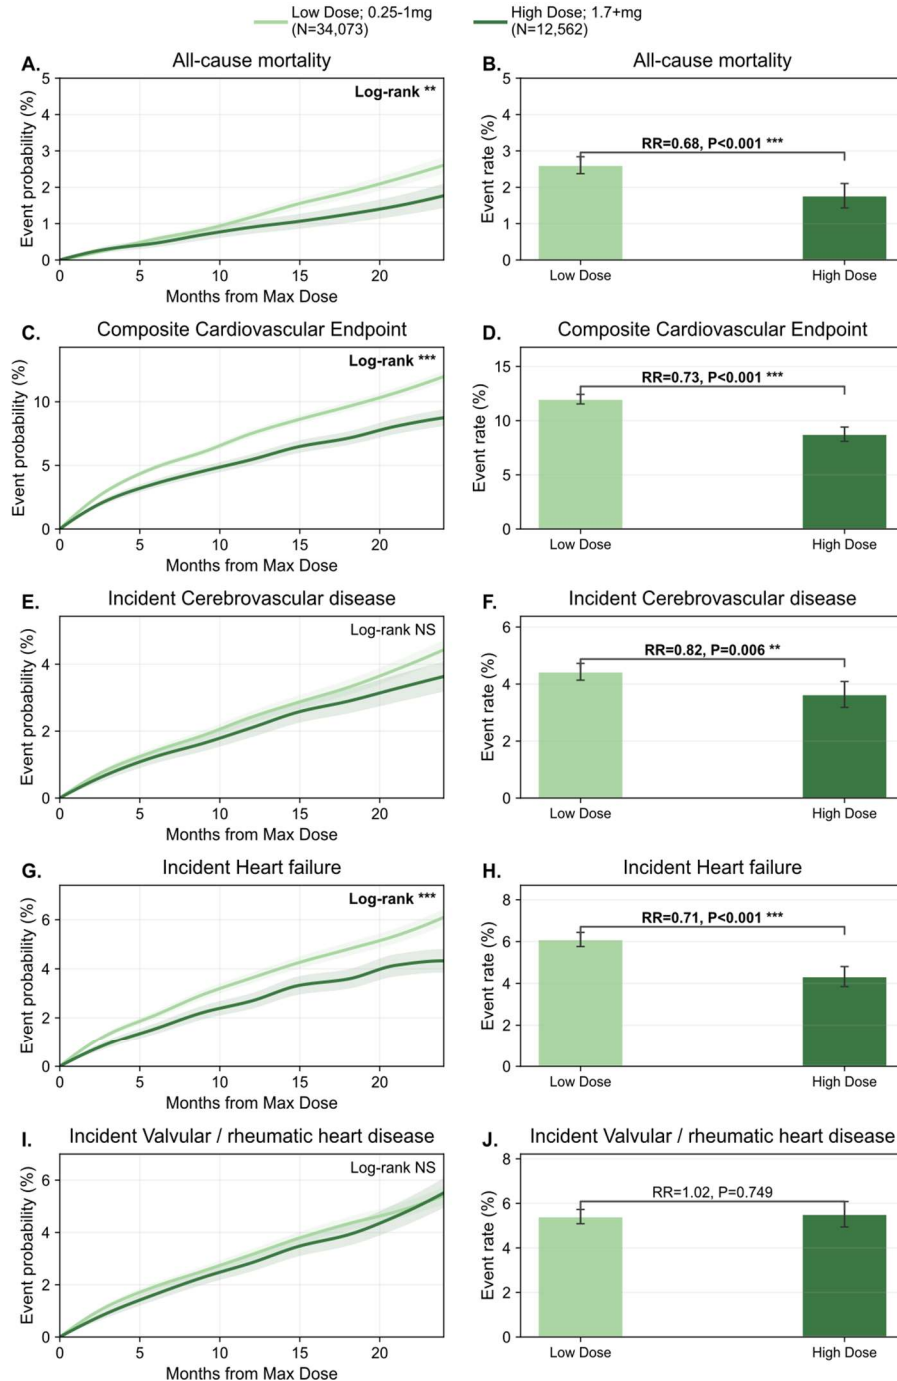 Low Dose; 0.25-1mg
(N=34,073)
High Dose; 1.7+mg
(N=12,562)
A.
All-cause mortality
Event probability (%)
5
4
3
2
1
0
Log-rank **
0 5 10 15 20
Months from Max Dose
B.
All-cause mortality
Event rate (%)
5
4
3
2
1
0
RR=0.68, P<0.001 ***
Low Dose
High Dose
C.
Composite Cardiovascular Endpoint
Event probability (%)
10
5
0
Log-rank ***
0 5 10 15 20
Months from Max Dose
D.
Composite Cardiovascular Endpoint
Event rate (%)
15
10
5
0
RR=0.73, P<0.001 ***
Low Dose
High Dose
E.
Incident Cerebrovascular disease
Event probability (%)
4
2
0
Log-rank NS
0 5 10 15 20
Months from Max Dose
F.
Incident Cerebrovascular disease
Event rate (%)
6
4
2
0
RR=0.82, P=0.006 **
Low Dose
High Dose
G.
Incident Heart failure
Event probability (%)
6
4
2
0
Log-rank ***
0 5 10 15 20
Months from Max Dose
H.
Incident Heart failure
Event rate (%)
8
6
4
2
0
RR=0.71, P<0.001 ***
Low Dose
High Dose
I.
Incident Valvular / rheumatic heart disease
Event probability (%)
6
4
2
0
Log-rank NS
0 5 10 15 20
Months from Max Dose
J.
Incident Valvular / rheumatic heart disease
Event rate (%)
8
6
4
2
0
RR=1.02, P=0.749
Low Dose
High Dose